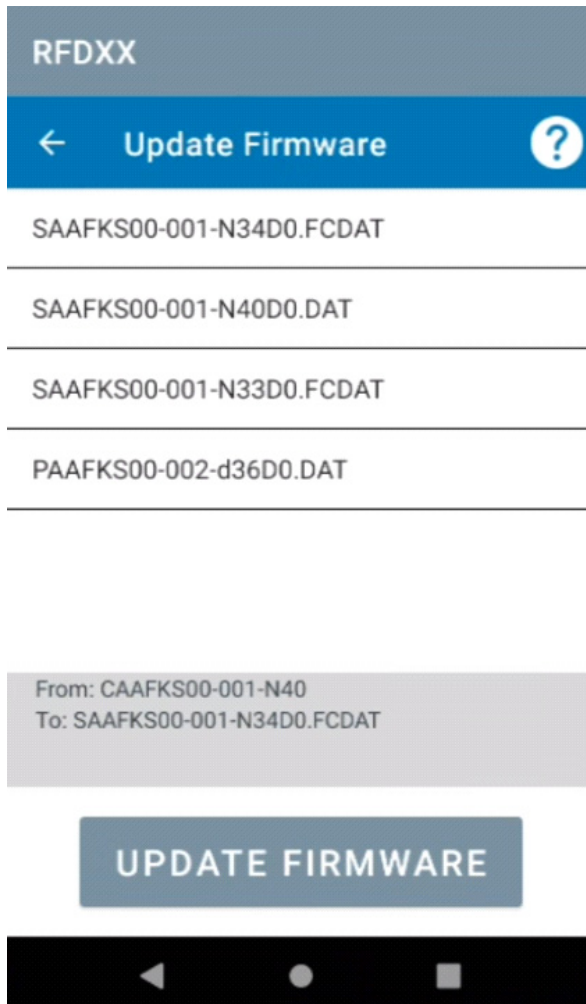 RFDXX
Update Firmware
?
SAAFKS00-001-N34D0.FCDAT
SAAFKS00-001-N40D0.DAT
SAAFKS00-001-N33D0.FCDAT
PAAFKS00-002-d36D0.DAT
From: CAAFKS00-001-N40
To: SAAFKS00-001-N34D0.FCDAT
UPDATE FIRMWARE